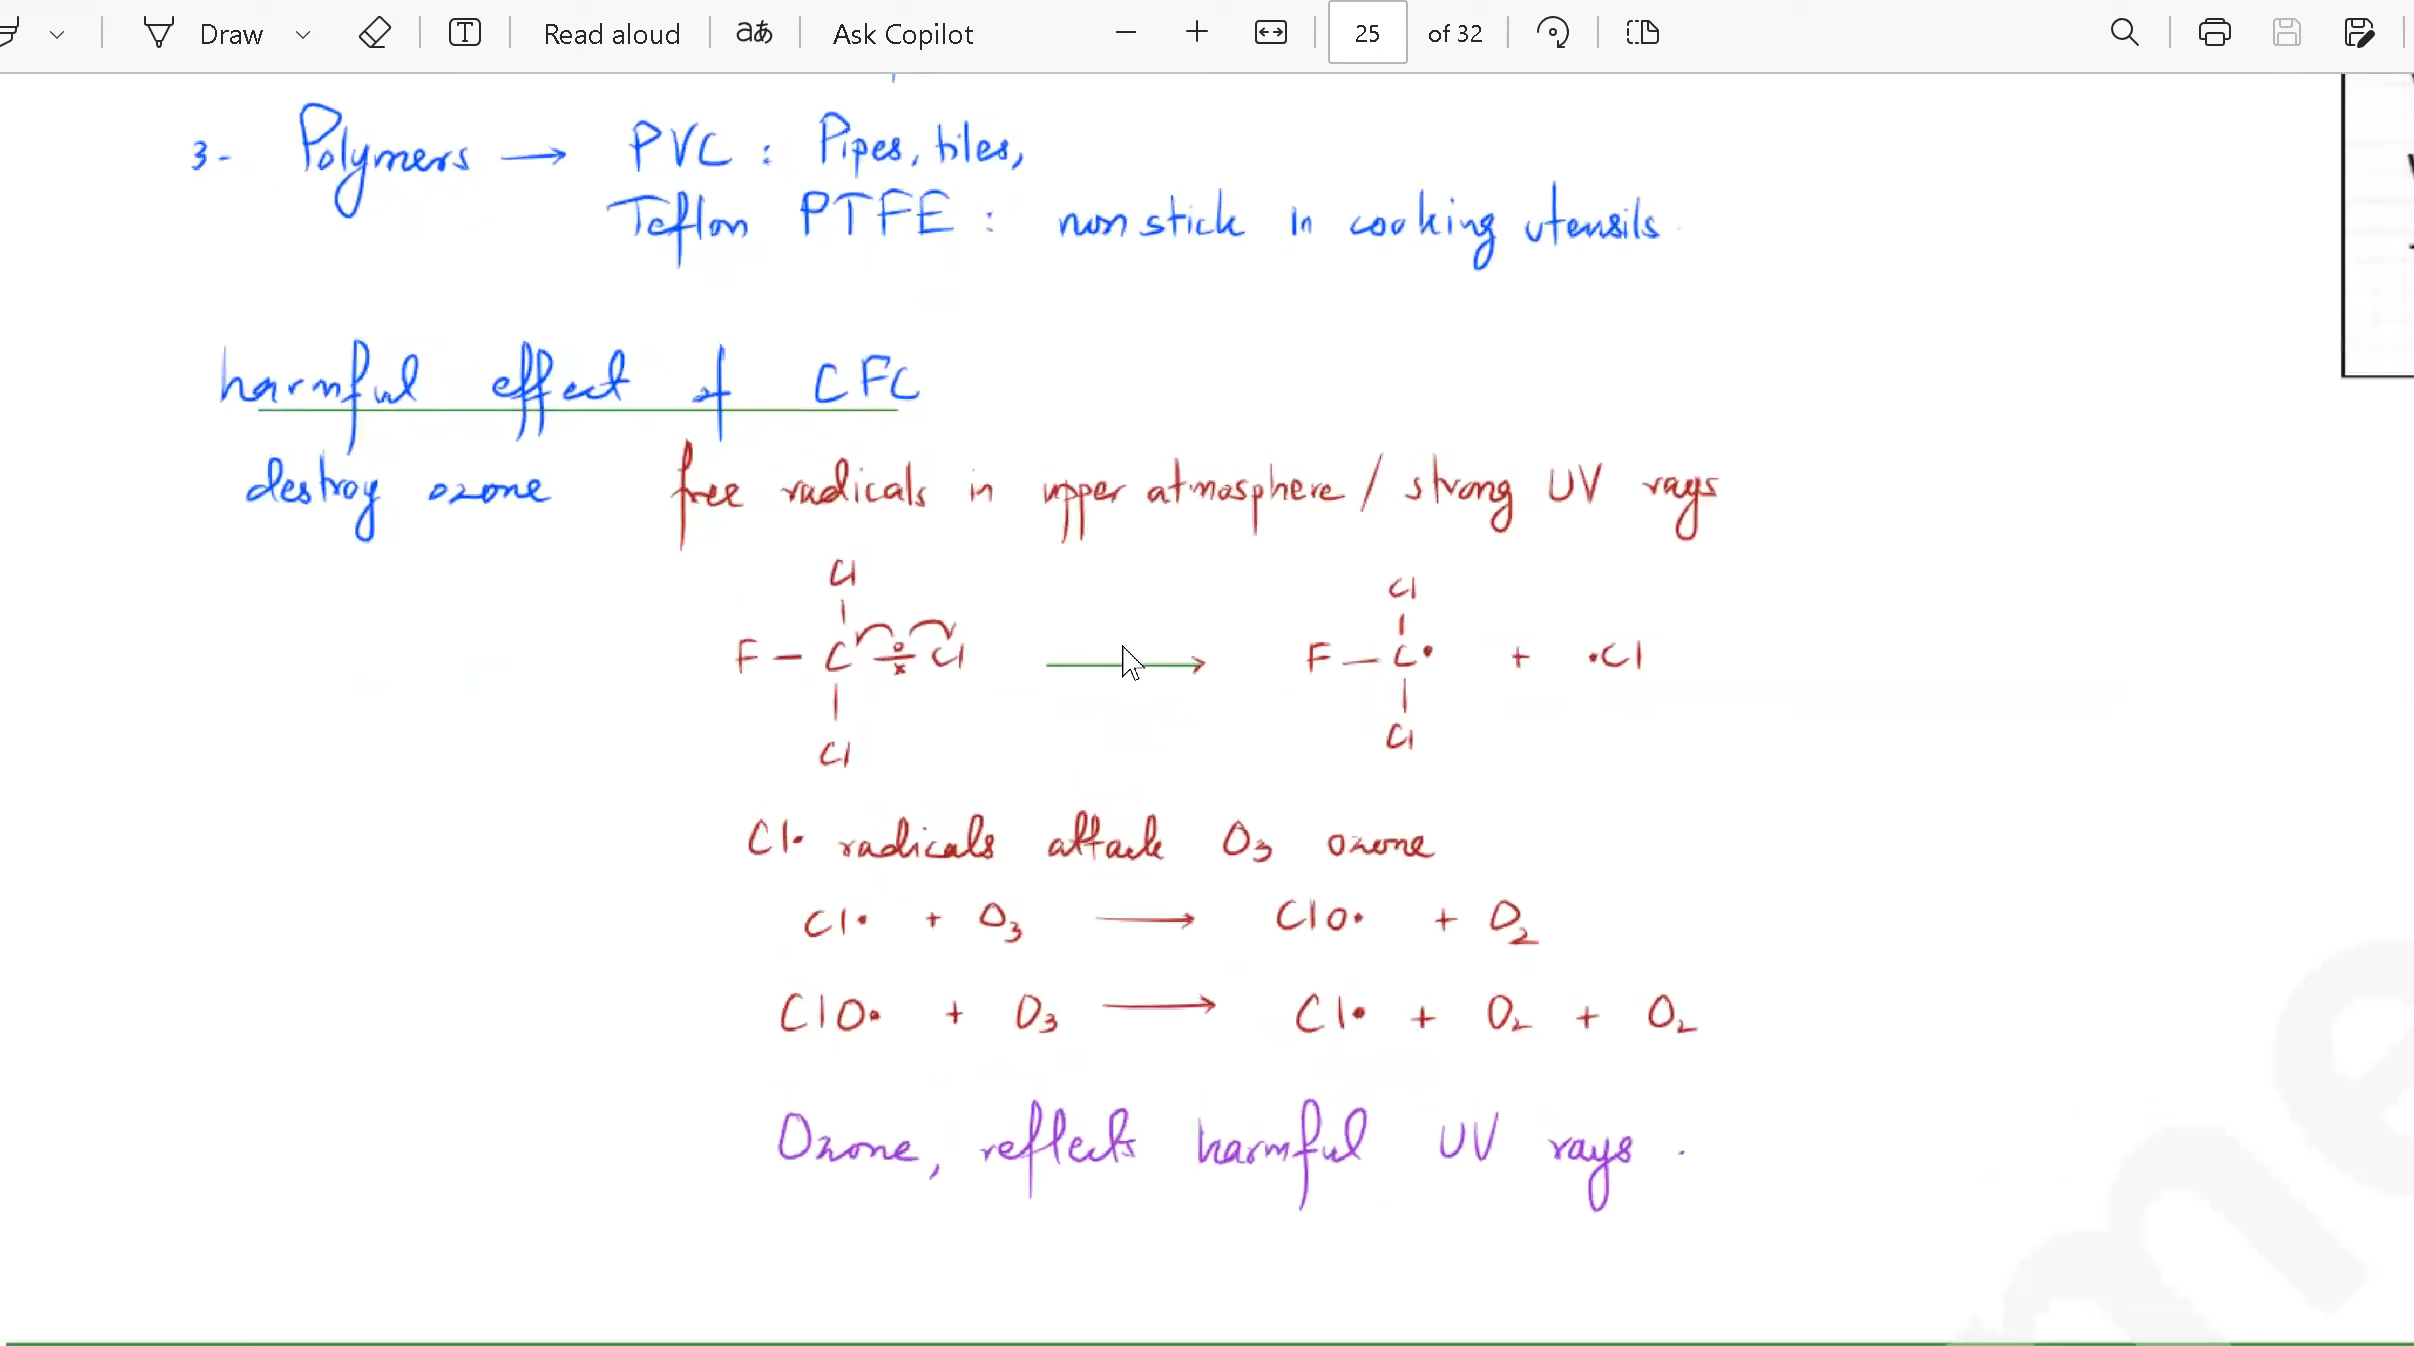 Draw Read aloud aあ Ask Copilot 25 of 32
3- Polymers → PVC : Pipes, tiles,
Teflon PTFE : non stick in cooking utensils
harmful effect of CFC
destroy ozone free radicals in upper atmosphere / strong UV rays
Cl Cl
F – C – Cl → F – C• + •Cl
Cl Cl
Cl• radicals attack O3 ozone
Cl• + O3 → ClO• + O2
ClO• + O3 → Cl• + O2 + O2
Ozone, reflects harmful UV rays .
me